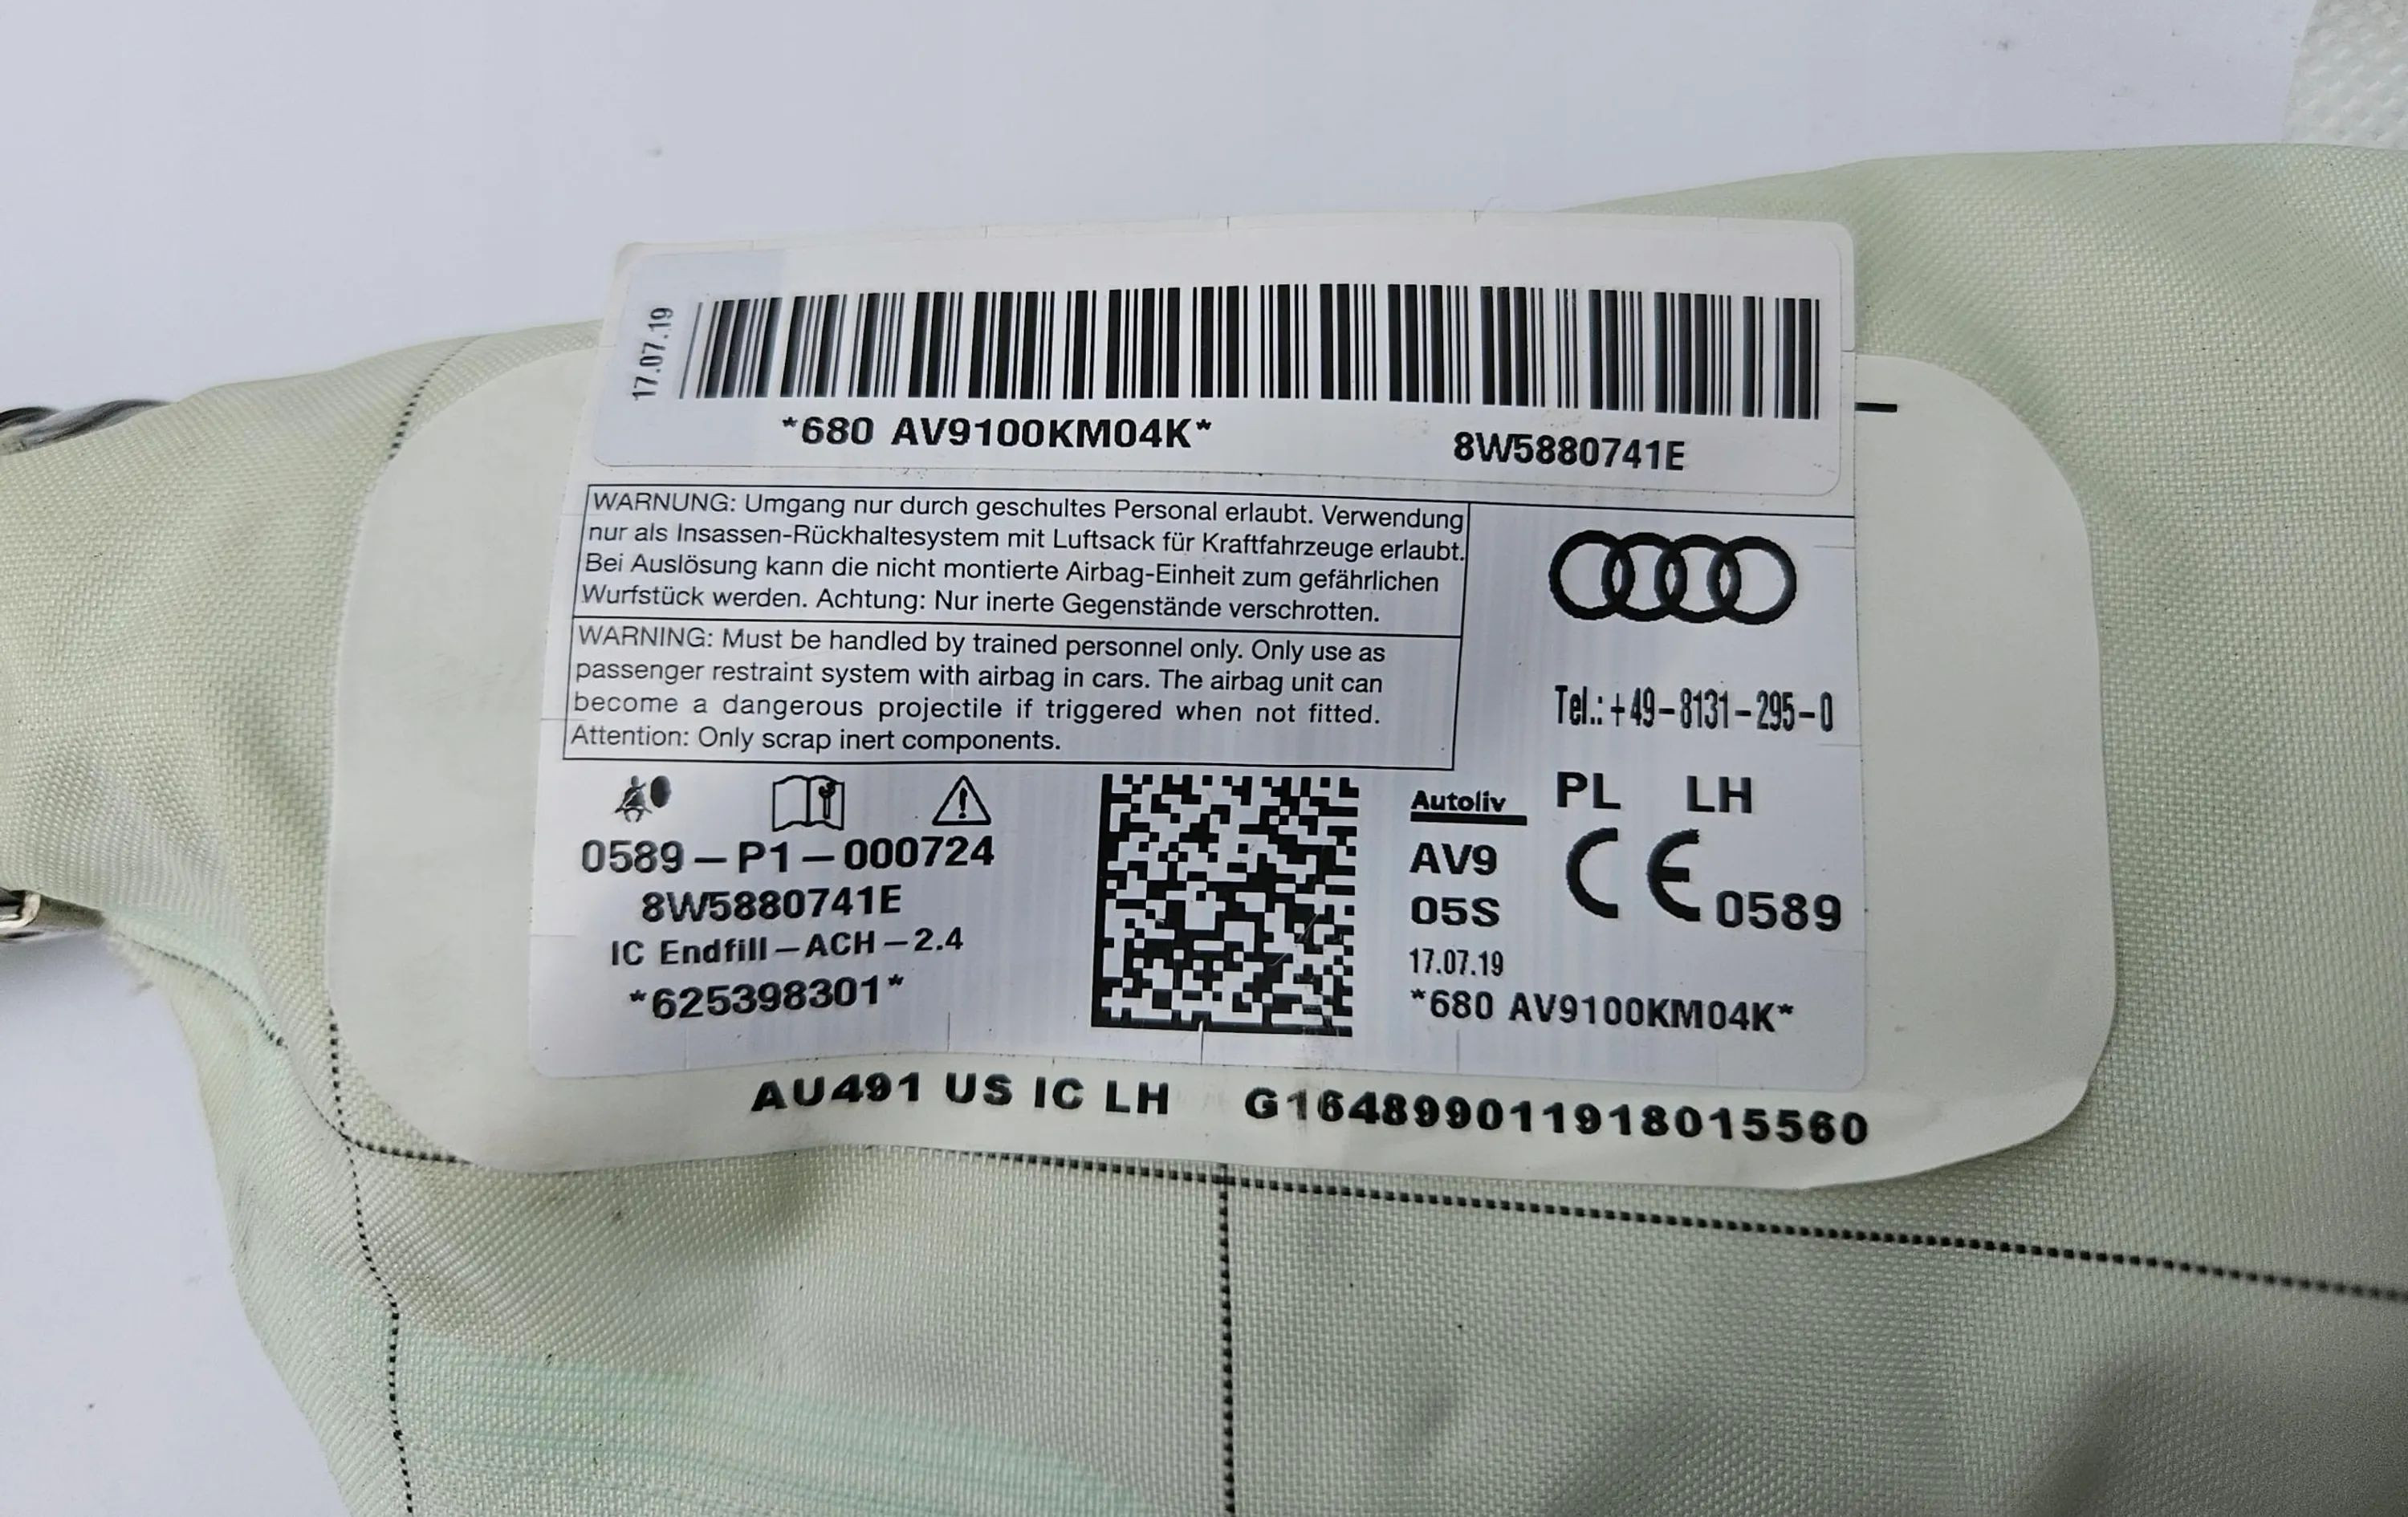 17.07.19
*680 AV9100KM04K* 8W5880741E
WARNUNG: Umgang nur durch geschultes Personal erlaubt. Verwendung
nur als Insassen-Rückhaltesystem mit Luftsack für Kraftfahrzeuge erlaubt.
Bei Auslösung kann die nicht montierte Airbag-Einheit zum gefährlichen
Wurfstück werden. Achtung: Nur inerte Gegenstände verschrotten.
WARNING: Must be handled by trained personnel only. Only use as
passenger restraint system with airbag in cars. The airbag unit can
become a dangerous projectile if triggered when not fitted.
Attention: Only scrap inert components.
Tel.: +49-8131-295-0
0589-P1-000724
8W5880741E
IC Endfill-ACH-2.4
*625398301*
Autoliv PL LH
AV9
05S
CE 0589
17.07.19
*680 AV9100KM04K*
AU491 US IC LH G164899011918015560